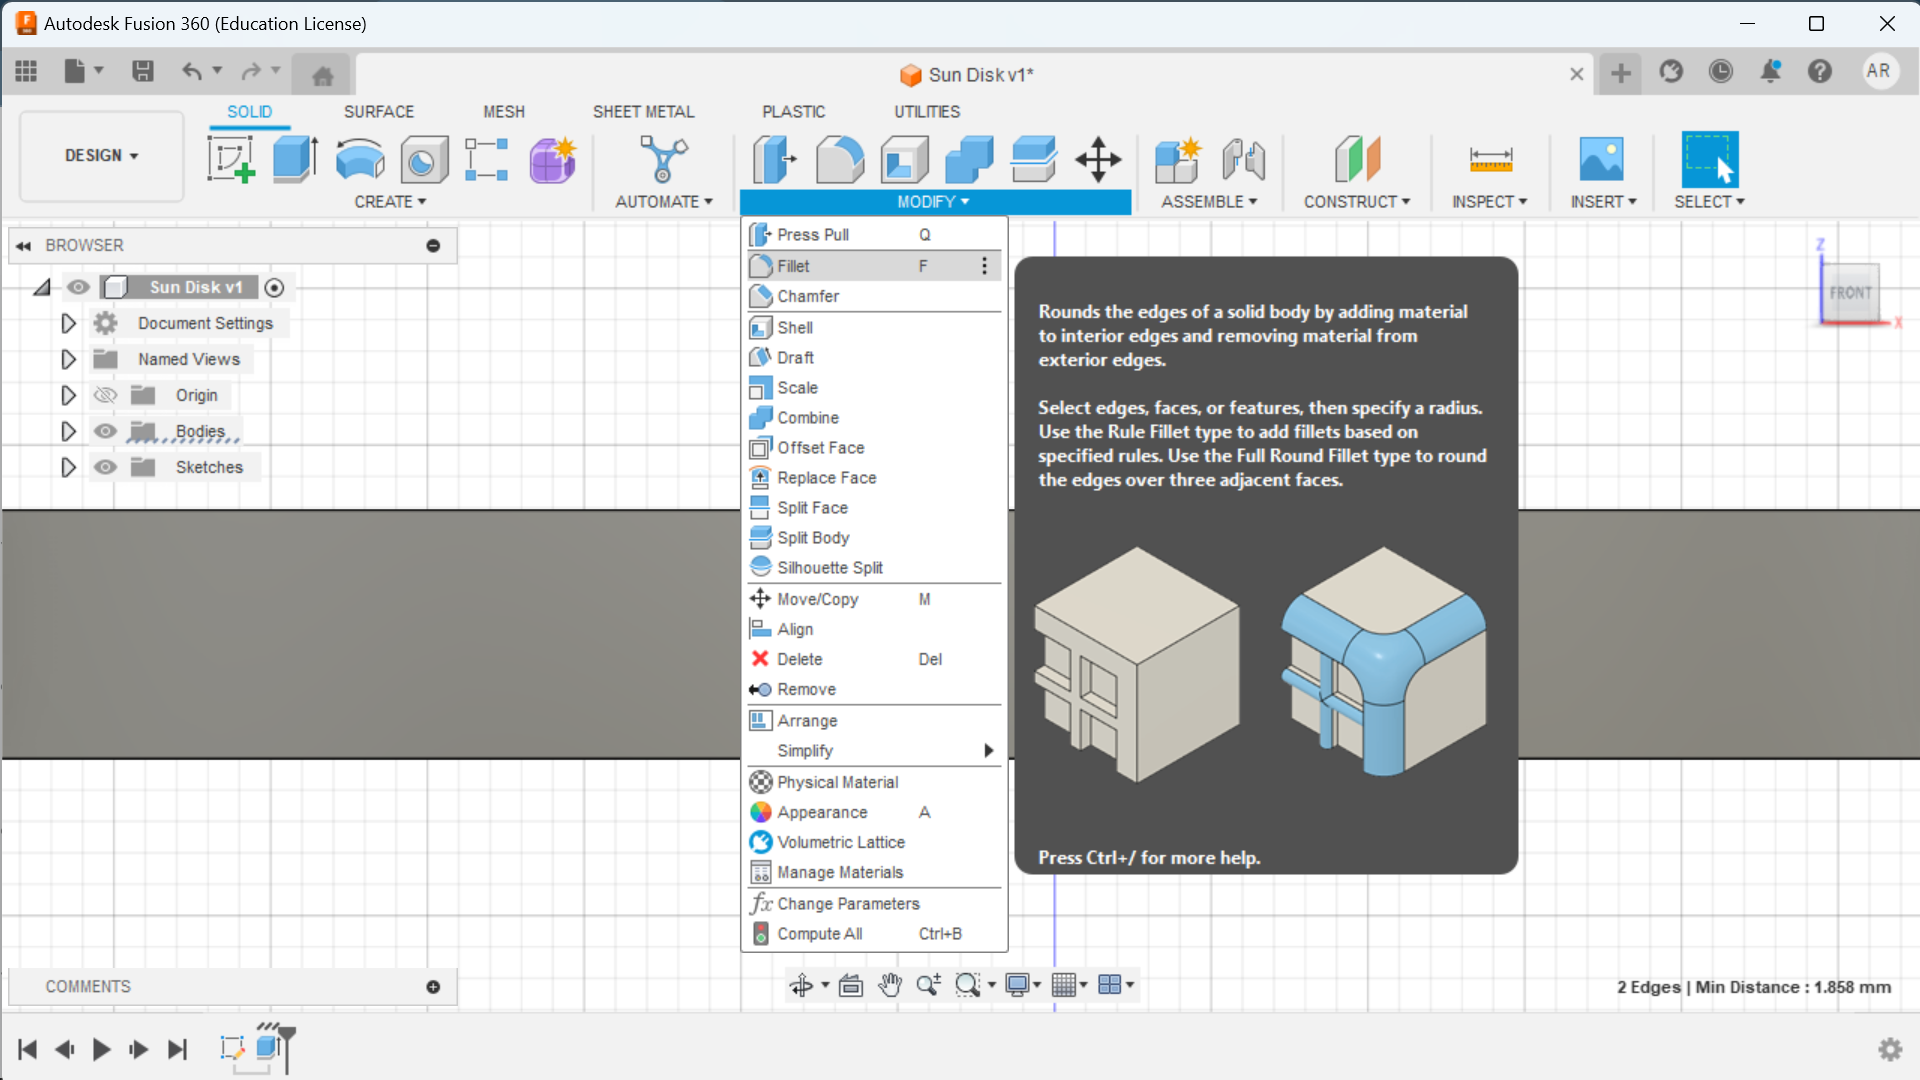 Autodesk Fusion 360 (Education License)
Sun Disk v1*
AR
DESIGN
SOLID
SURFACE
MESH
SHEET METAL
PLASTIC
UTILITIES
CREATE
AUTOMATE
MODIFY
ASSEMBLE
CONSTRUCT
INSPECT
INSERT
SELECT
BROWSER
Sun Disk v1
Document Settings
Named Views
Origin
Bodies
Sketches
Press Pull Q
Fillet F
Chamfer
Shell
Draft
Scale
Combine
Offset Face
Replace Face
Split Face
Split Body
Silhouette Split
Move/Copy M
Align
Delete Del
Remove
Arrange
Simplify
Physical Material
Appearance A
Volumetric Lattice
Manage Materials
fx Change Parameters
Compute All Ctrl+B
Rounds the edges of a solid body by adding material
to interior edges and removing material from
exterior edges.
Select edges, faces, or features, then specify a radius.
Use the Rule Fillet type to add fillets based on
specified rules. Use the Full Round Fillet type to round
the edges over three adjacent faces.
Press Ctrl+/ for more help.
Z
FRONT
X
COMMENTS
2 Edges | Min Distance : 1.858 mm